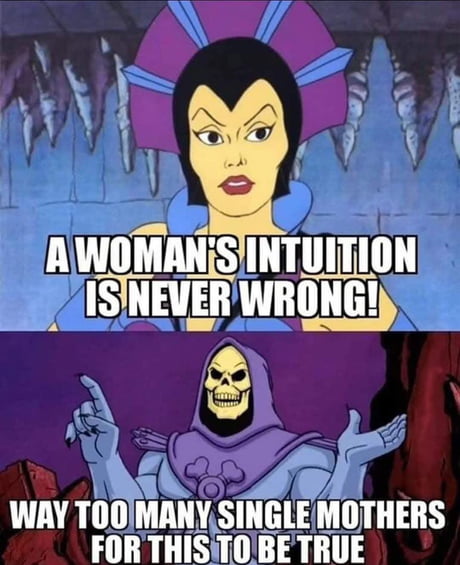 A WOMAN'S INTUITION
IS NEVER WRONG!
WAY TOO MANY SINGLE MOTHERS
FOR THIS TO BE TRUE